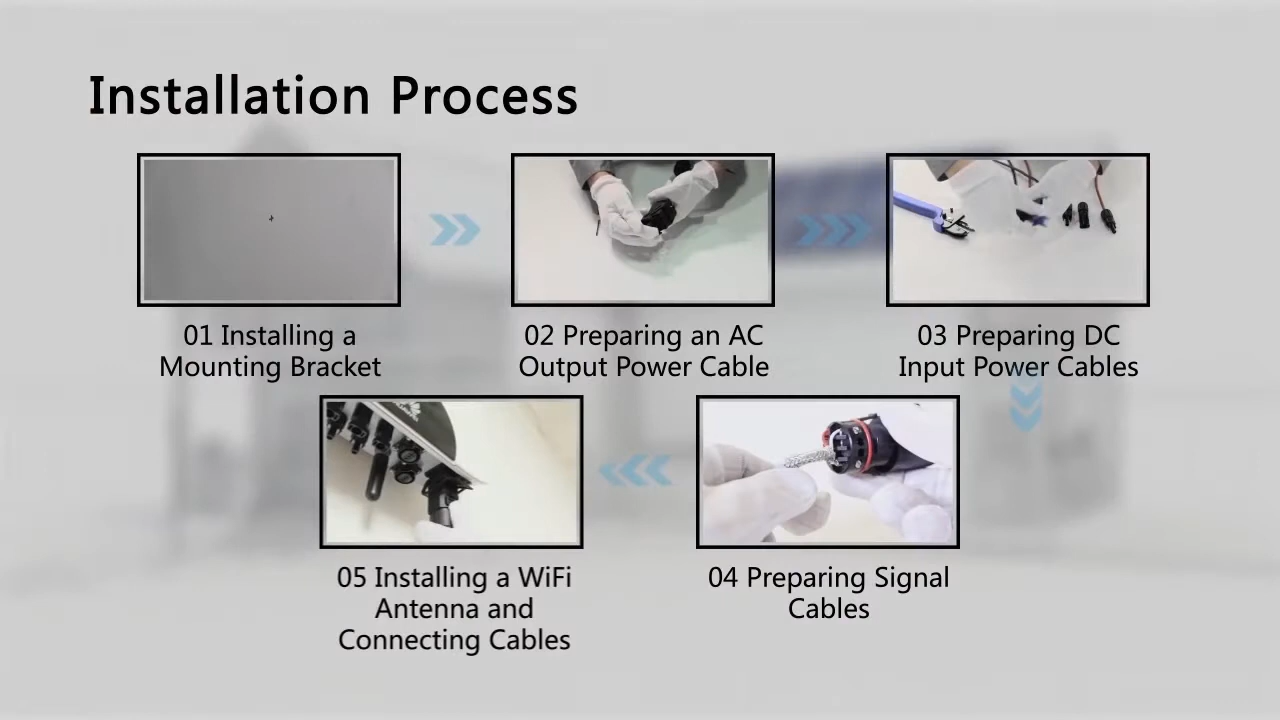 Installation Process
01 Installing a
Mounting Bracket
02 Preparing an AC
Output Power Cable
03 Preparing DC
Input Power Cables
04 Preparing Signal
Cables
05 Installing a WiFi
Antenna and
Connecting Cables